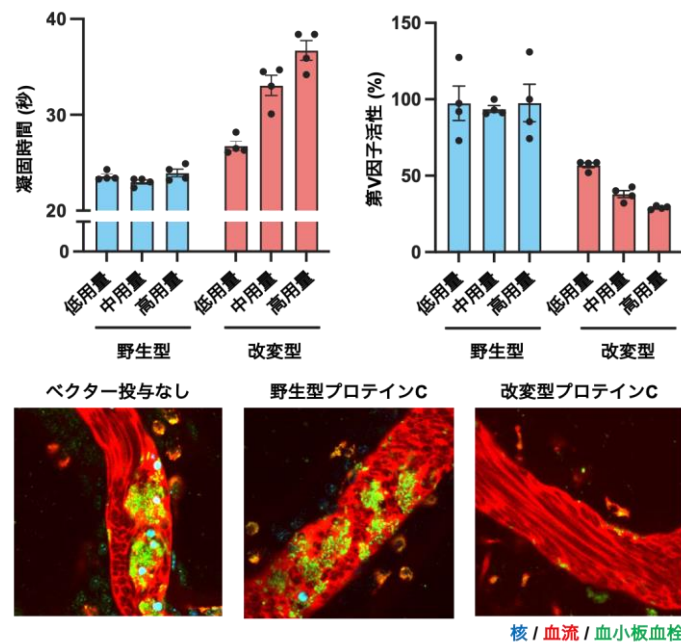 凝固時間 (秒)
40
30
20
0
低用量
中用量
高用量
低用量
中用量
高用量
野生型
改変型
第V因子活性 (%)
150
100
50
0
低用量
中用量
高用量
低用量
中用量
高用量
野生型
改変型
ベクター投与なし
野生型プロテインC
改変型プロテインC
核 / 血流 / 血小板血栓